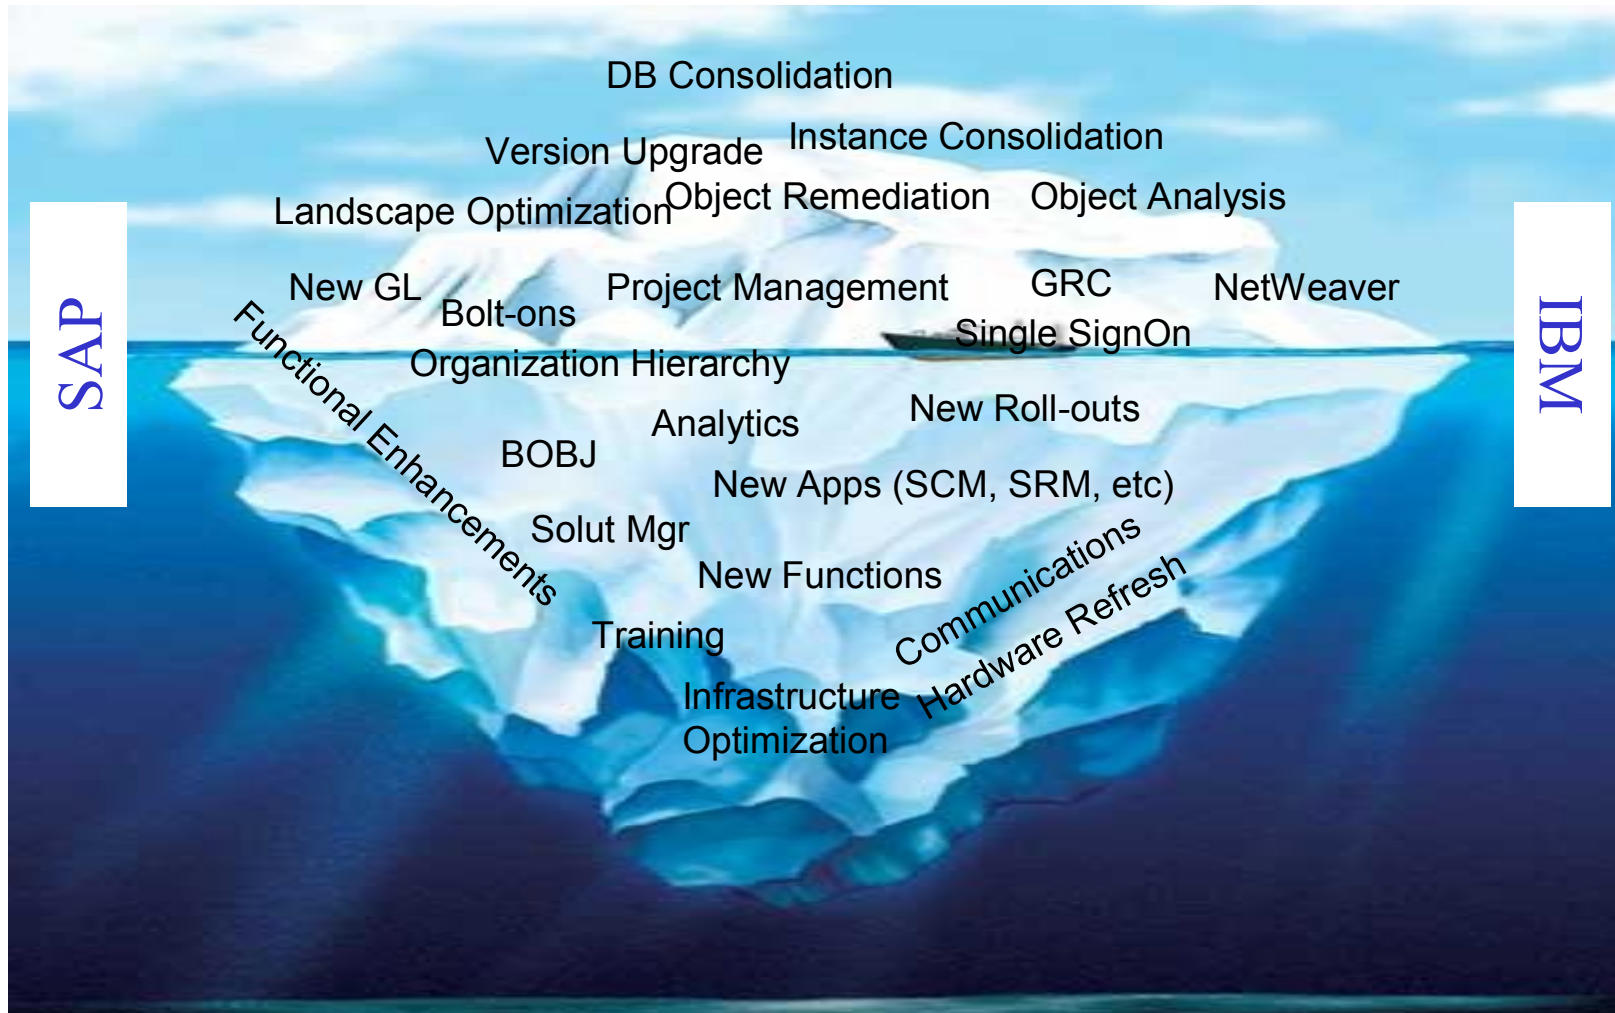 DB Consolidation
Version Upgrade
Instance Consolidation
Landscape Optimization
Object Remediation
Object Analysis
New GL
Bolt-ons
Project Management
GRC
NetWeaver
Single SignOn
SAP
IBM
Functional Enhancements
Organization Hierarchy
Analytics
New Roll-outs
BOBJ
New Apps (SCM, SRM, etc)
Solut Mgr
New Functions
Communications
Hardware Refresh
Training
Infrastructure
Optimization